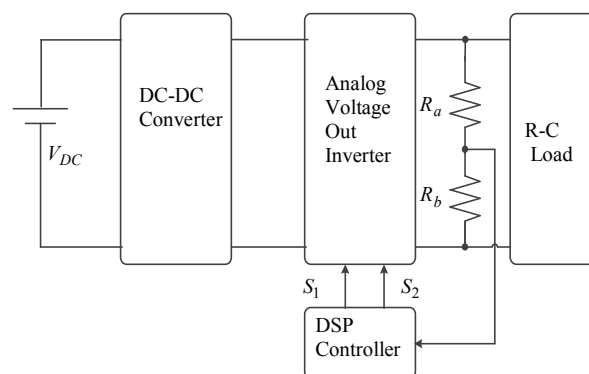 DC-DC
Converter
V_DC
Analog
Voltage
Out
Inverter
R_a
R_b
R-C
Load
S_1
S_2
DSP
Controller